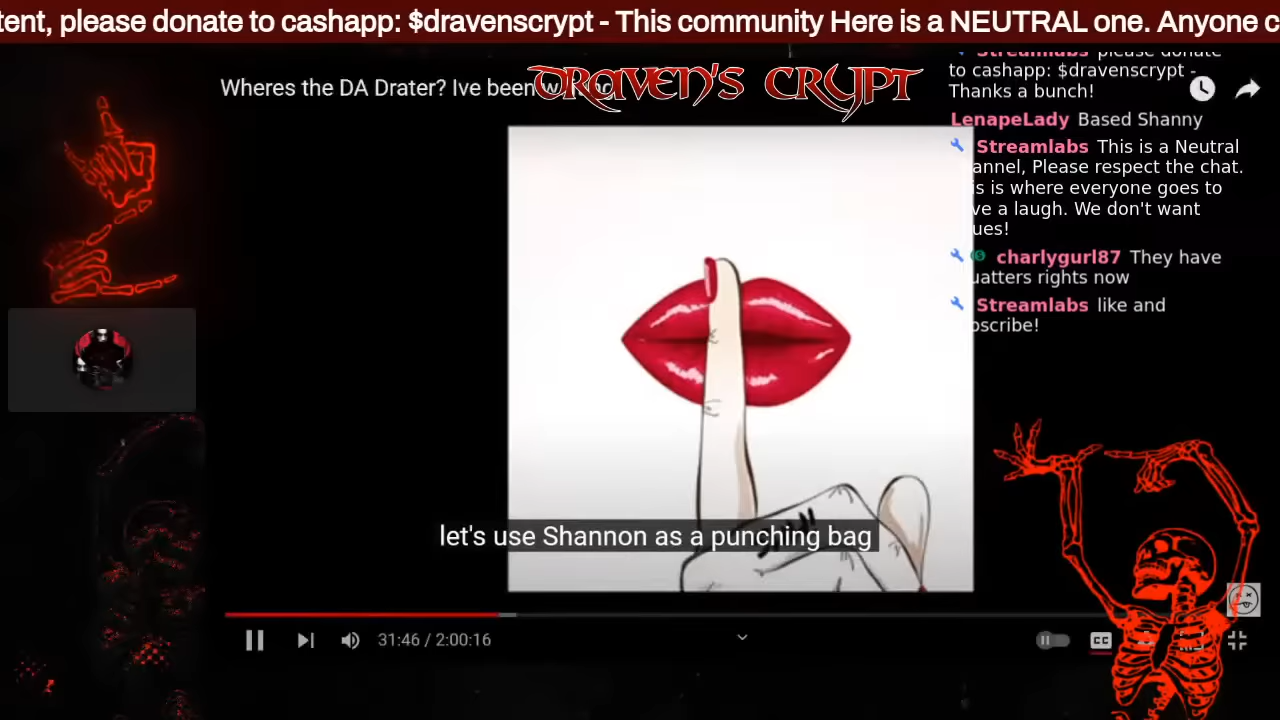 tent, please donate to cashapp: $dravenscrypt - This community Here is a NEUTRAL one. Anyone c
Wheres the DA Drater? Ive been
DRAVEN'S CRYPT
Streamlabs please donate
to cashapp: $dravenscrypt -
Thanks a bunch!
LenapeLady Based Shanny
Streamlabs This is a Neutral
annel, Please respect the chat.
is is where everyone goes to
ve a laugh. We don't want
ues!
charlygurl87 They have
uatters rights now
Streamlabs like and
oscribe!
let's use Shannon as a punching bag
31:46 / 2:00:16
CC